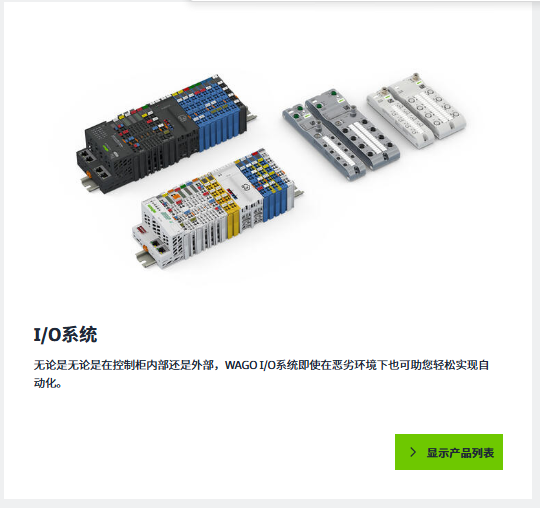 I/O系统
无论是无论是在控制柜内部还是外部，WAGO I/O系统即使在恶劣环境下也可助您轻松实现自
动化。
显示产品列表